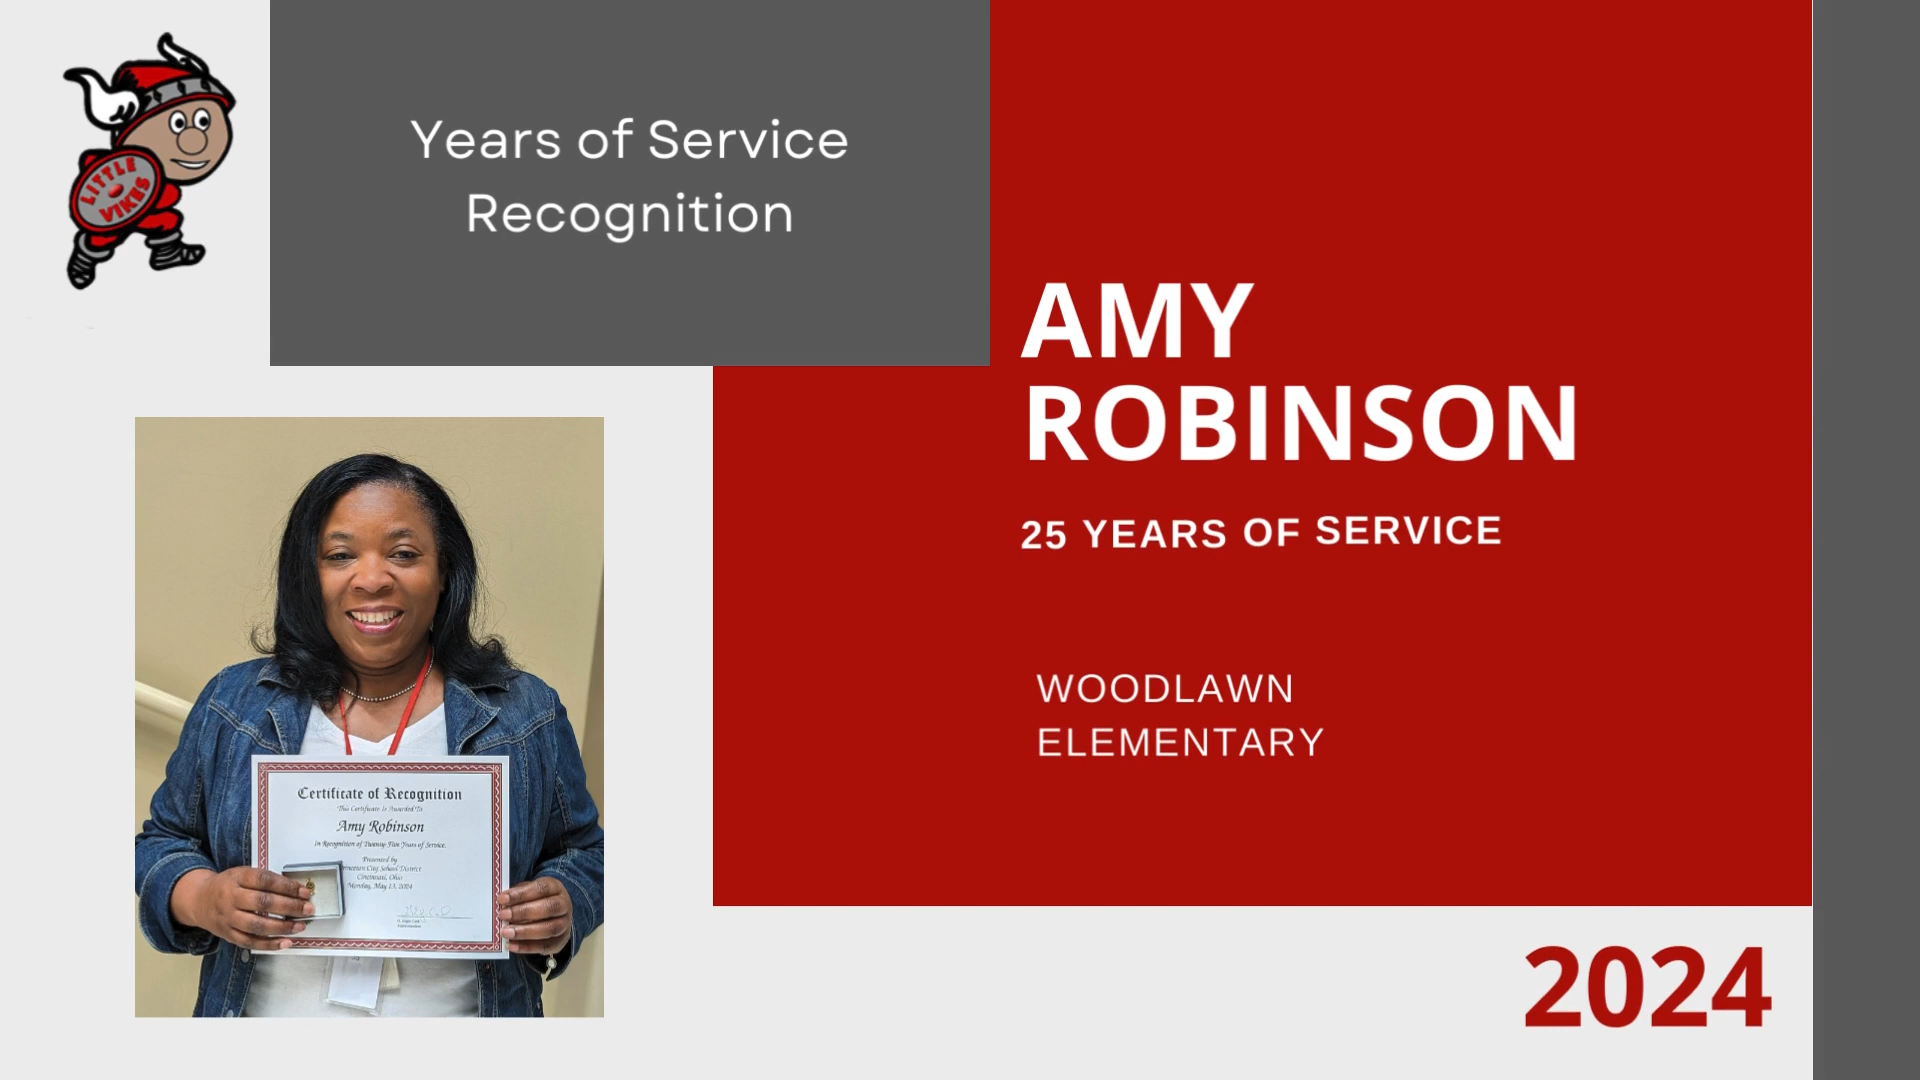 LITTLE
VIKES
Years of Service
Recognition
AMY
ROBINSON
25 YEARS OF SERVICE
WOODLAWN
ELEMENTARY
Certificate of Recognition
This Certificate Is Awarded To
Amy Robinson
In Recognition of Twenty-Five Years of Service.
Presented by
Princeton City School District
Cincinnati, Ohio
Monday, May 13, 2024
2024